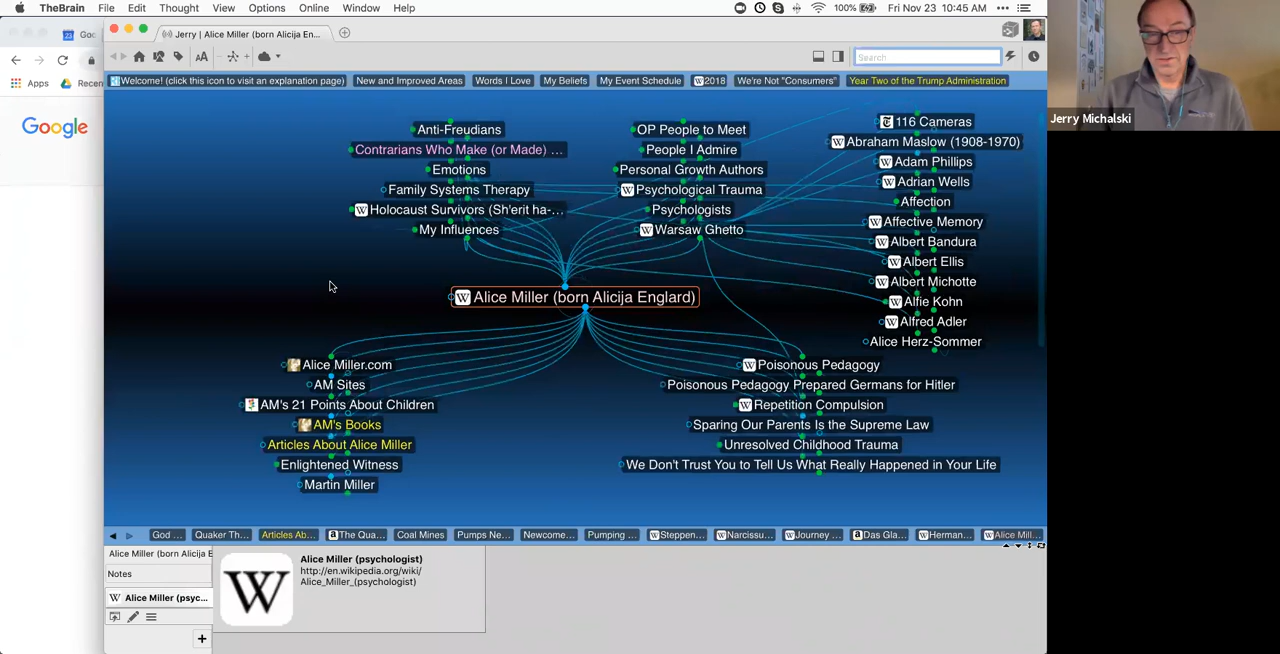 TheBrain File Edit Thought View Options Online Window Help 100% Fri Nov 23 10:45 AM
Jerry | Alice Miller (born Alicija En...
23 Goo
AA Search
Apps Recen
Welcome! (click this icon to visit an explanation page) New and Improved Areas Words I Love My Beliefs My Event Schedule W 2018 We're Not "Consumers" Year Two of the Trump Administration
Google
Jerry Michalski
Anti-Freudians
Contrarians Who Make (or Made) ...
Emotions
Family Systems Therapy
W Holocaust Survivors (Sh'erit ha-...
My Influences
OP People to Meet
People I Admire
Personal Growth Authors
W Psychological Trauma
Psychologists
W Warsaw Ghetto
T 116 Cameras
W Abraham Maslow (1908-1970)
W Adam Phillips
W Adrian Wells
Affection
W Affective Memory
W Albert Bandura
W Albert Ellis
W Albert Michotte
W Alfie Kohn
W Alfred Adler
Alice Herz-Sommer
W Alice Miller (born Alicija Englard)
Alice Miller.com
AM Sites
AM's 21 Points About Children
AM's Books
Articles About Alice Miller
Enlightened Witness
Martin Miller
W Poisonous Pedagogy
Poisonous Pedagogy Prepared Germans for Hitler
W Repetition Compulsion
Sparing Our Parents Is the Supreme Law
Unresolved Childhood Trauma
We Don't Trust You to Tell Us What Really Happened in Your Life
God ... Quaker Th... Articles Ab... a The Qua... Coal Mines Pumps Ne... Newcome... Pumping ... W Steppen... W Narcissu... W Journey ... a Das Gla... W Herman... W Alice Mill...
Alice Miller (born Alicija E
Notes
W Alice Miller (psyc...
+
W
Alice Miller (psychologist)
http://en.wikipedia.org/wiki/
Alice_Miller_(psychologist)